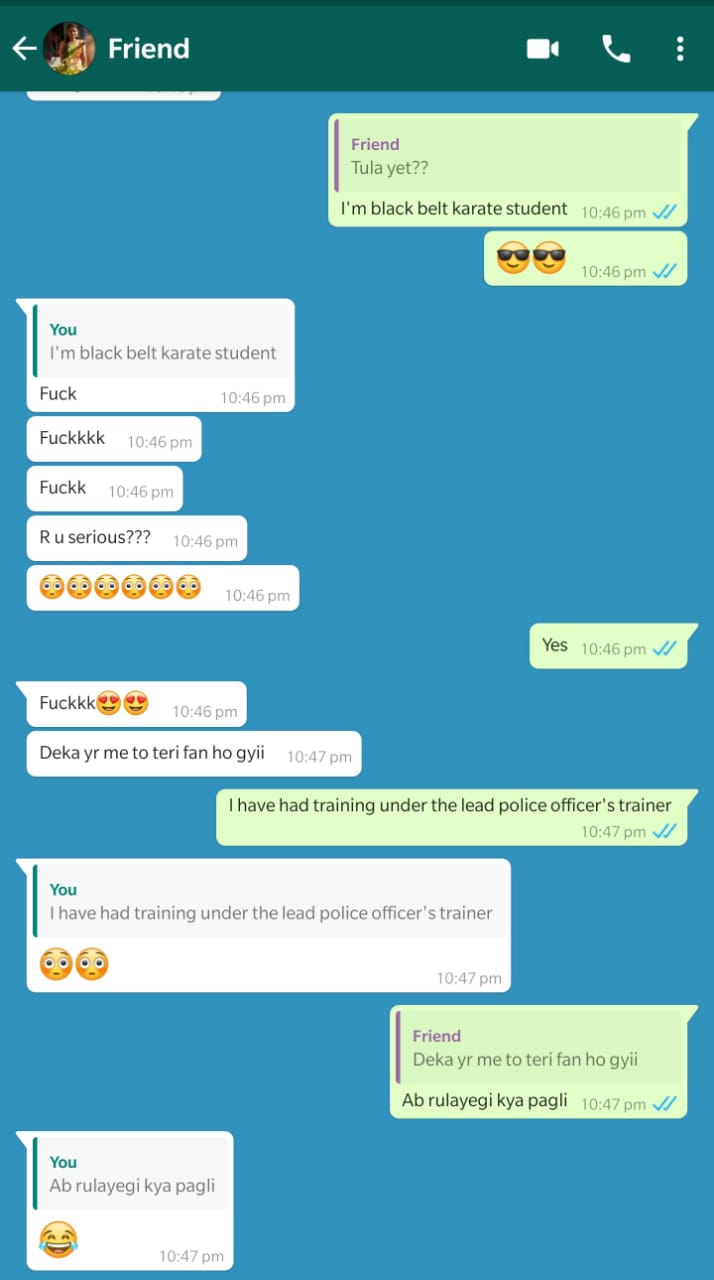 Friend
Friend
Tula yet??
I'm black belt karate student 10:46 pm
😎😎 10:46 pm
You
I'm black belt karate student
Fuck 10:46 pm
Fuckkkk 10:46 pm
Fuckk 10:46 pm
R u serious??? 10:46 pm
😳😳😳😳😳😳 10:46 pm
Yes 10:46 pm
Fuckkk😍😍 10:46 pm
Deka yr me to teri fan ho gyii 10:47 pm
I have had training under the lead police officer's trainer
10:47 pm
You
I have had training under the lead police officer's trainer
😳😳 10:47 pm
Friend
Deka yr me to teri fan ho gyii
Ab rulayegi kya pagli 10:47 pm
You
Ab rulayegi kya pagli
😂 10:47 pm